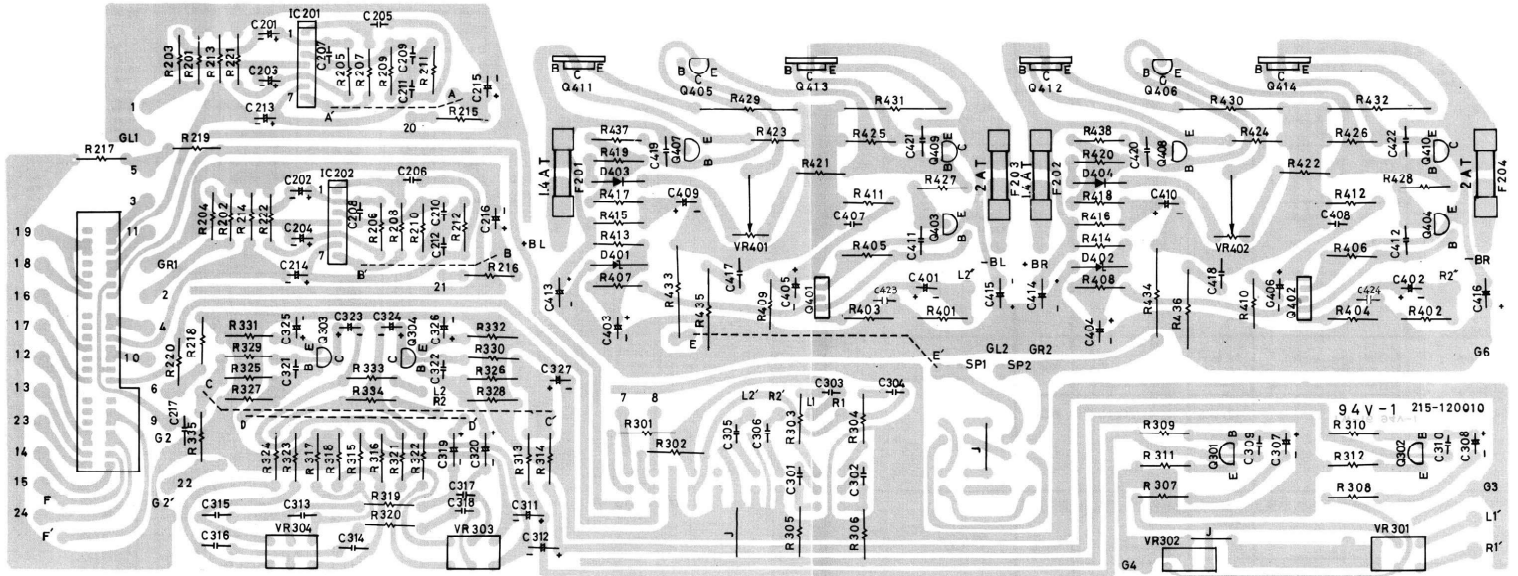 C201
IC201
C205
R203
R201
R213
R221
C203
C213
1
7
C207
R205
R207
R209
C209
C211
R211
C215
A
A'
R215
20
1
GL1
R219
R217
5
3
C202
IC202
C206
R204
R202
R214
R222
C204
C214
1
7
C208
R206
R208
R210
C210
C212
R212
C216
+BL
B
B'
R216
21
19
18
16
17
12
13
23
14
15
F
24
F'
11
GR1
2
4
10
6
9
G2
22
G2'
R218
R220
C217
R335
R331
R329
R325
R327
C325
C321
Q303
E
B
C
C323
C324
C
Q304
E
B
C326
C322
L2
R2
R333
R334
R332
R330
R326
R328
C327
C
C'
D
D'
R324
R323
R317
R318
R315
R316
R321
R322
C319
C320
R313
R314
C317
C318
R319
R320
C315
C313
C316
C314
VR304
VR303
C311
C312
B
C
E
Q411
B
C
E
Q405
B
C
E
Q413
R429
R431
1.4 A T
F201
R437
R419
D403
R417
R415
R413
D401
R407
C419
Q407
E
B
R423
R425
R421
C421
Q409
E
C
B
R427
C409
R411
C407
R405
C411
Q403
E
B
2 A T
F203
VR401
C413
C403
R433
R435
C417
R409
C405
Q401
C423
R403
C401
R401
L2"
-BL
C415
E
E'
GL2
SP1
GR2
SP2
B
C
E
Q412
B
C
E
Q406
B
C
E
Q414
R430
R432
1.4 A T
F202
R438
R420
D404
R418
R416
R414
D402
R408
C420
Q408
E
B
R424
R426
R422
C422
Q410
E
C
B
R428
C410
R412
C408
R406
C412
Q404
E
B
2 A T
F204
VR402
+BR
C414
C404
R434
R436
C418
R410
C406
Q402
C424
R404
C402
R402
R2"
-BR
C416
G6
7
8
R301
R302
L2'
R2'
C305
C306
L1
R1
C303
C304
R303
R304
C301
C302
R305
R306
J
J
94V-1
215-120010
R309
R311
R307
Q301
B
E
C309
C307
R310
R312
R308
Q302
B
E
C310
C308
G3
L1'
R1'
VR302
J
VR301
G4